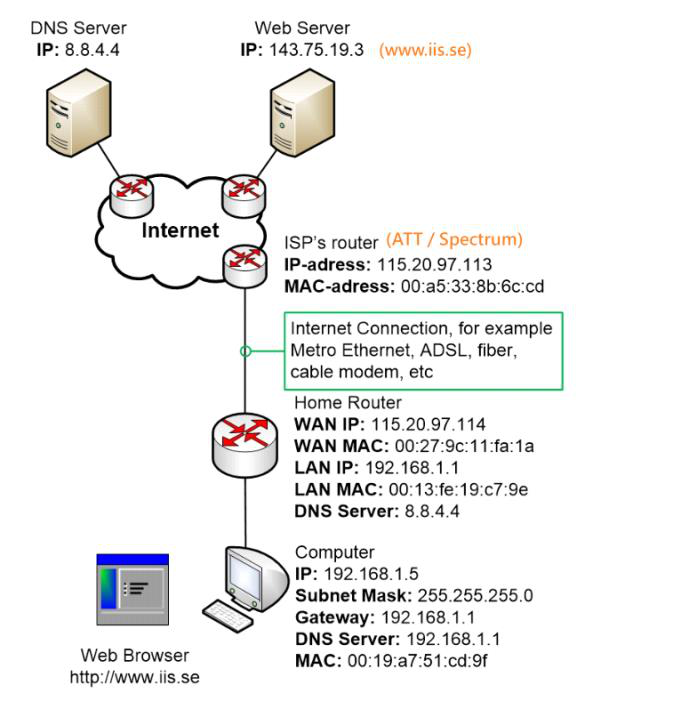 DNS Server
IP: 8.8.4.4
Web Server
IP: 143.75.19.3 (www.iis.se)
Internet
ISP's router (ATT / Spectrum)
IP-adress: 115.20.97.113
MAC-adress: 00:a5:33:8b:6c:cd
Internet Connection, for example
Metro Ethernet, ADSL, fiber,
cable modem, etc
Home Router
WAN IP: 115.20.97.114
WAN MAC: 00:27:9c:11:fa:1a
LAN IP: 192.168.1.1
LAN MAC: 00:13:fe:19:c7:9e
DNS Server: 8.8.4.4
Computer
IP: 192.168.1.5
Subnet Mask: 255.255.255.0
Gateway: 192.168.1.1
DNS Server: 192.168.1.1
MAC: 00:19:a7:51:cd:9f
Web Browser
http://www.iis.se